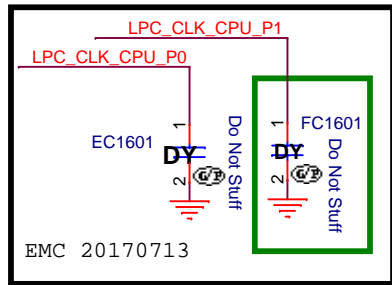 LPC_CLK_CPU_P1
LPC_CLK_CPU_P0
EC1601
1
DY
2
G/P
Do Not Stuff
FC1601
1
DY
2
G/P
Do Not Stuff
EMC 20170713